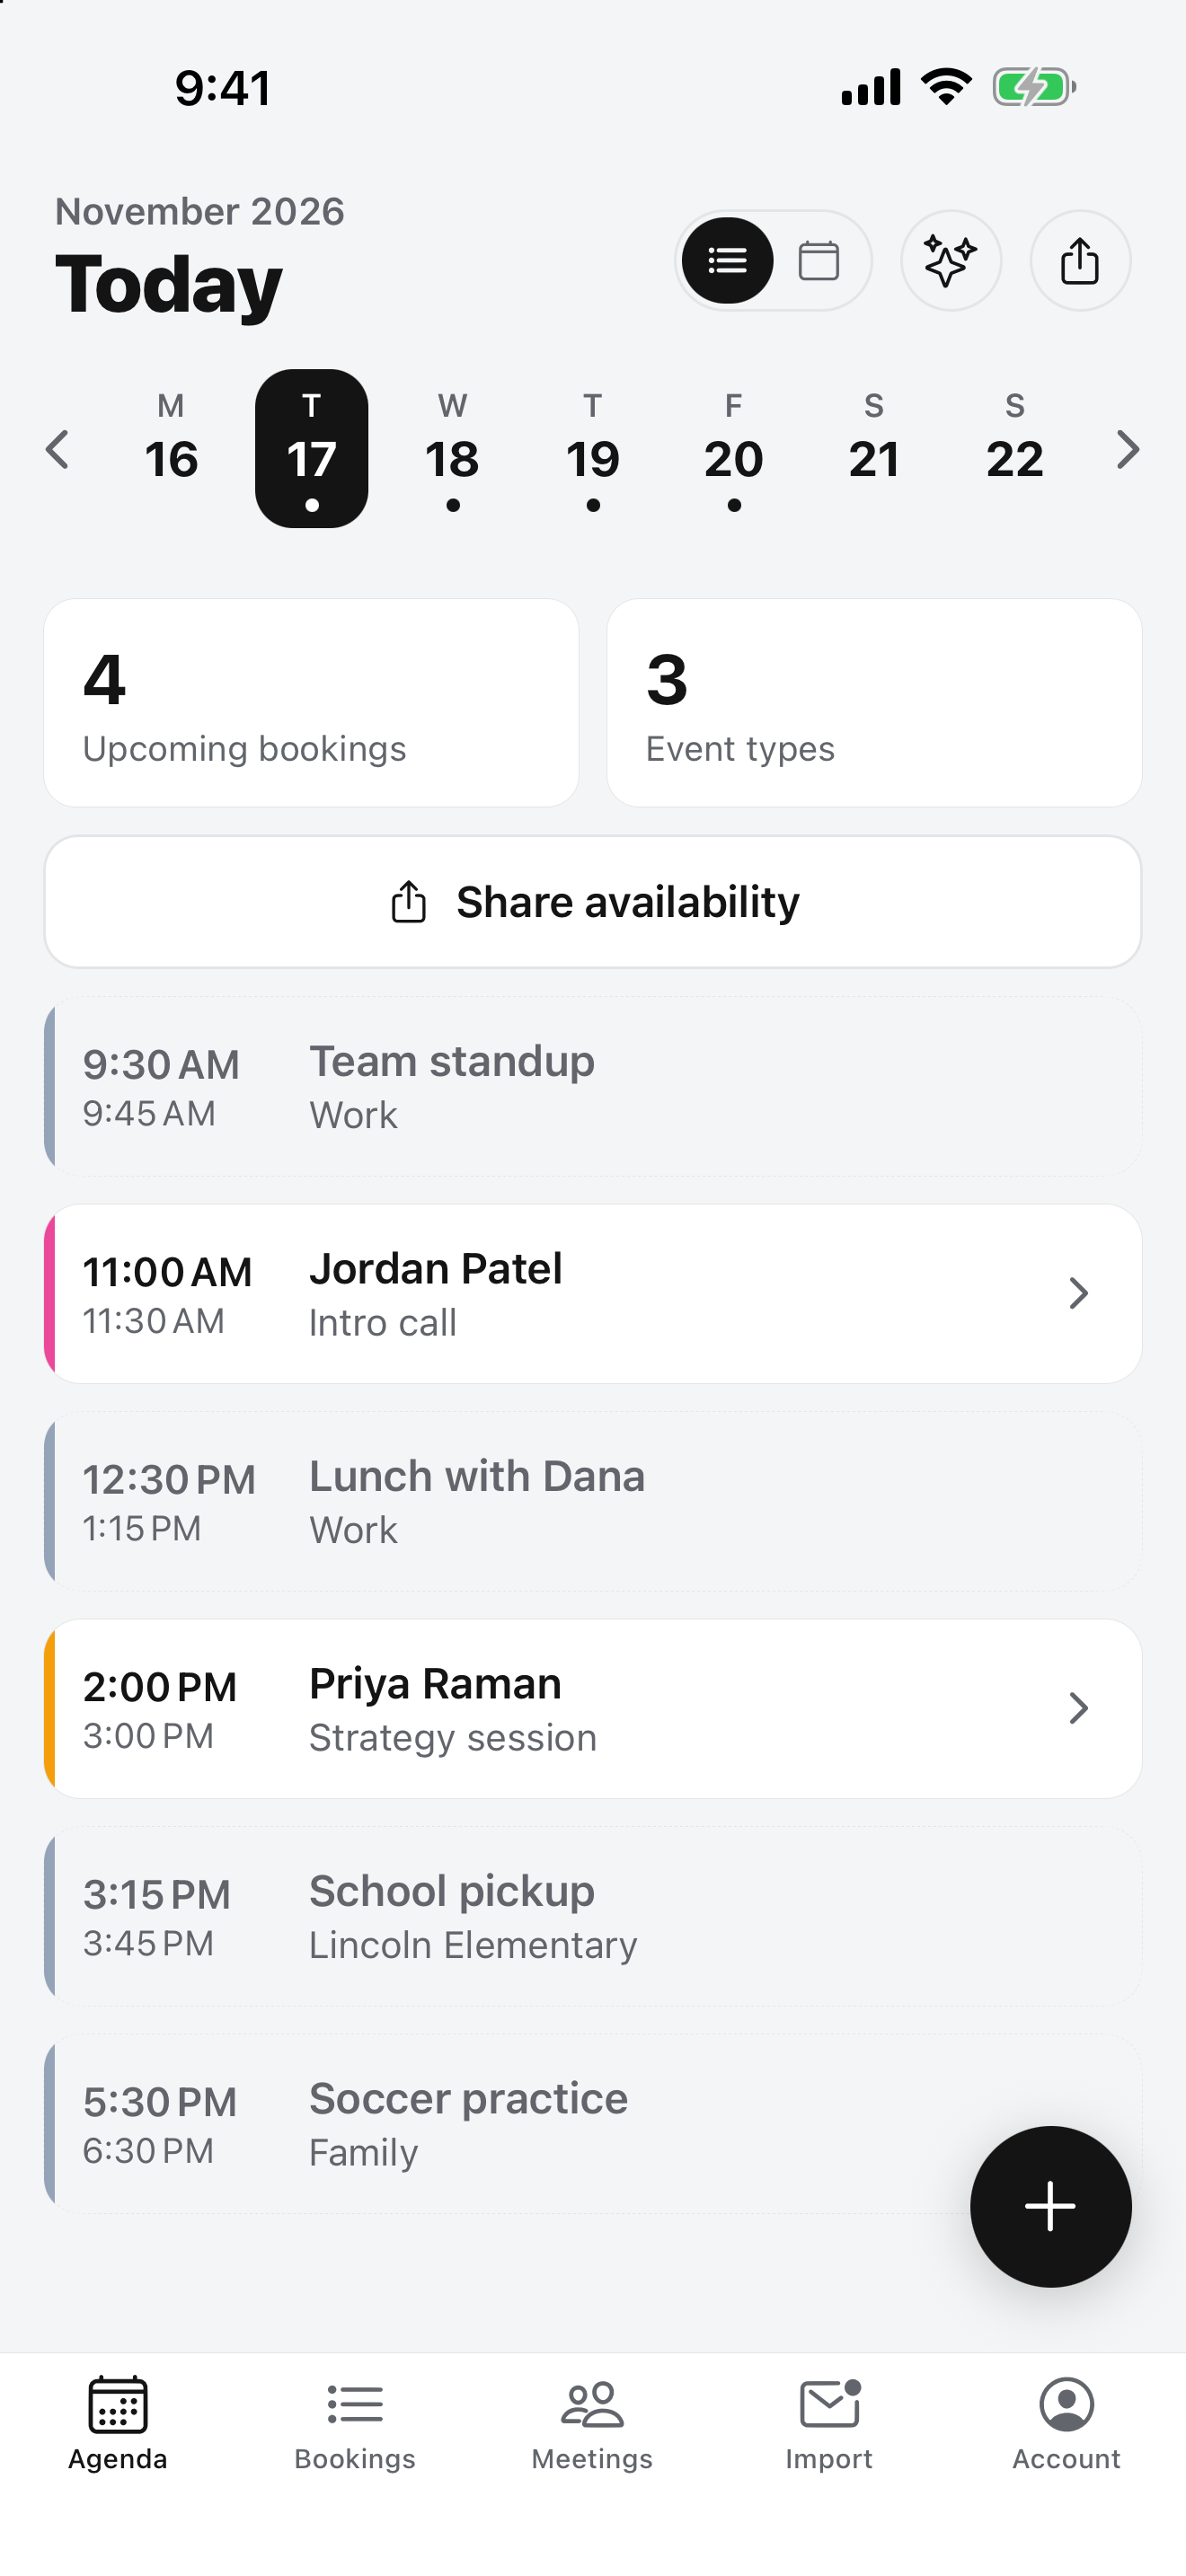 9:41
November 2026
Today
M T W T F S S
16 17 18 19 20 21 22
4
Upcoming bookings
3
Event types
Share availability
9:30 AM Team standup
9:45 AM Work
11:00 AM Jordan Patel
11:30 AM Intro call
12:30 PM Lunch with Dana
1:15 PM Work
2:00 PM Priya Raman
3:00 PM Strategy session
3:15 PM School pickup
3:45 PM Lincoln Elementary
5:30 PM Soccer practice
6:30 PM Family
Agenda Bookings Meetings Import Account